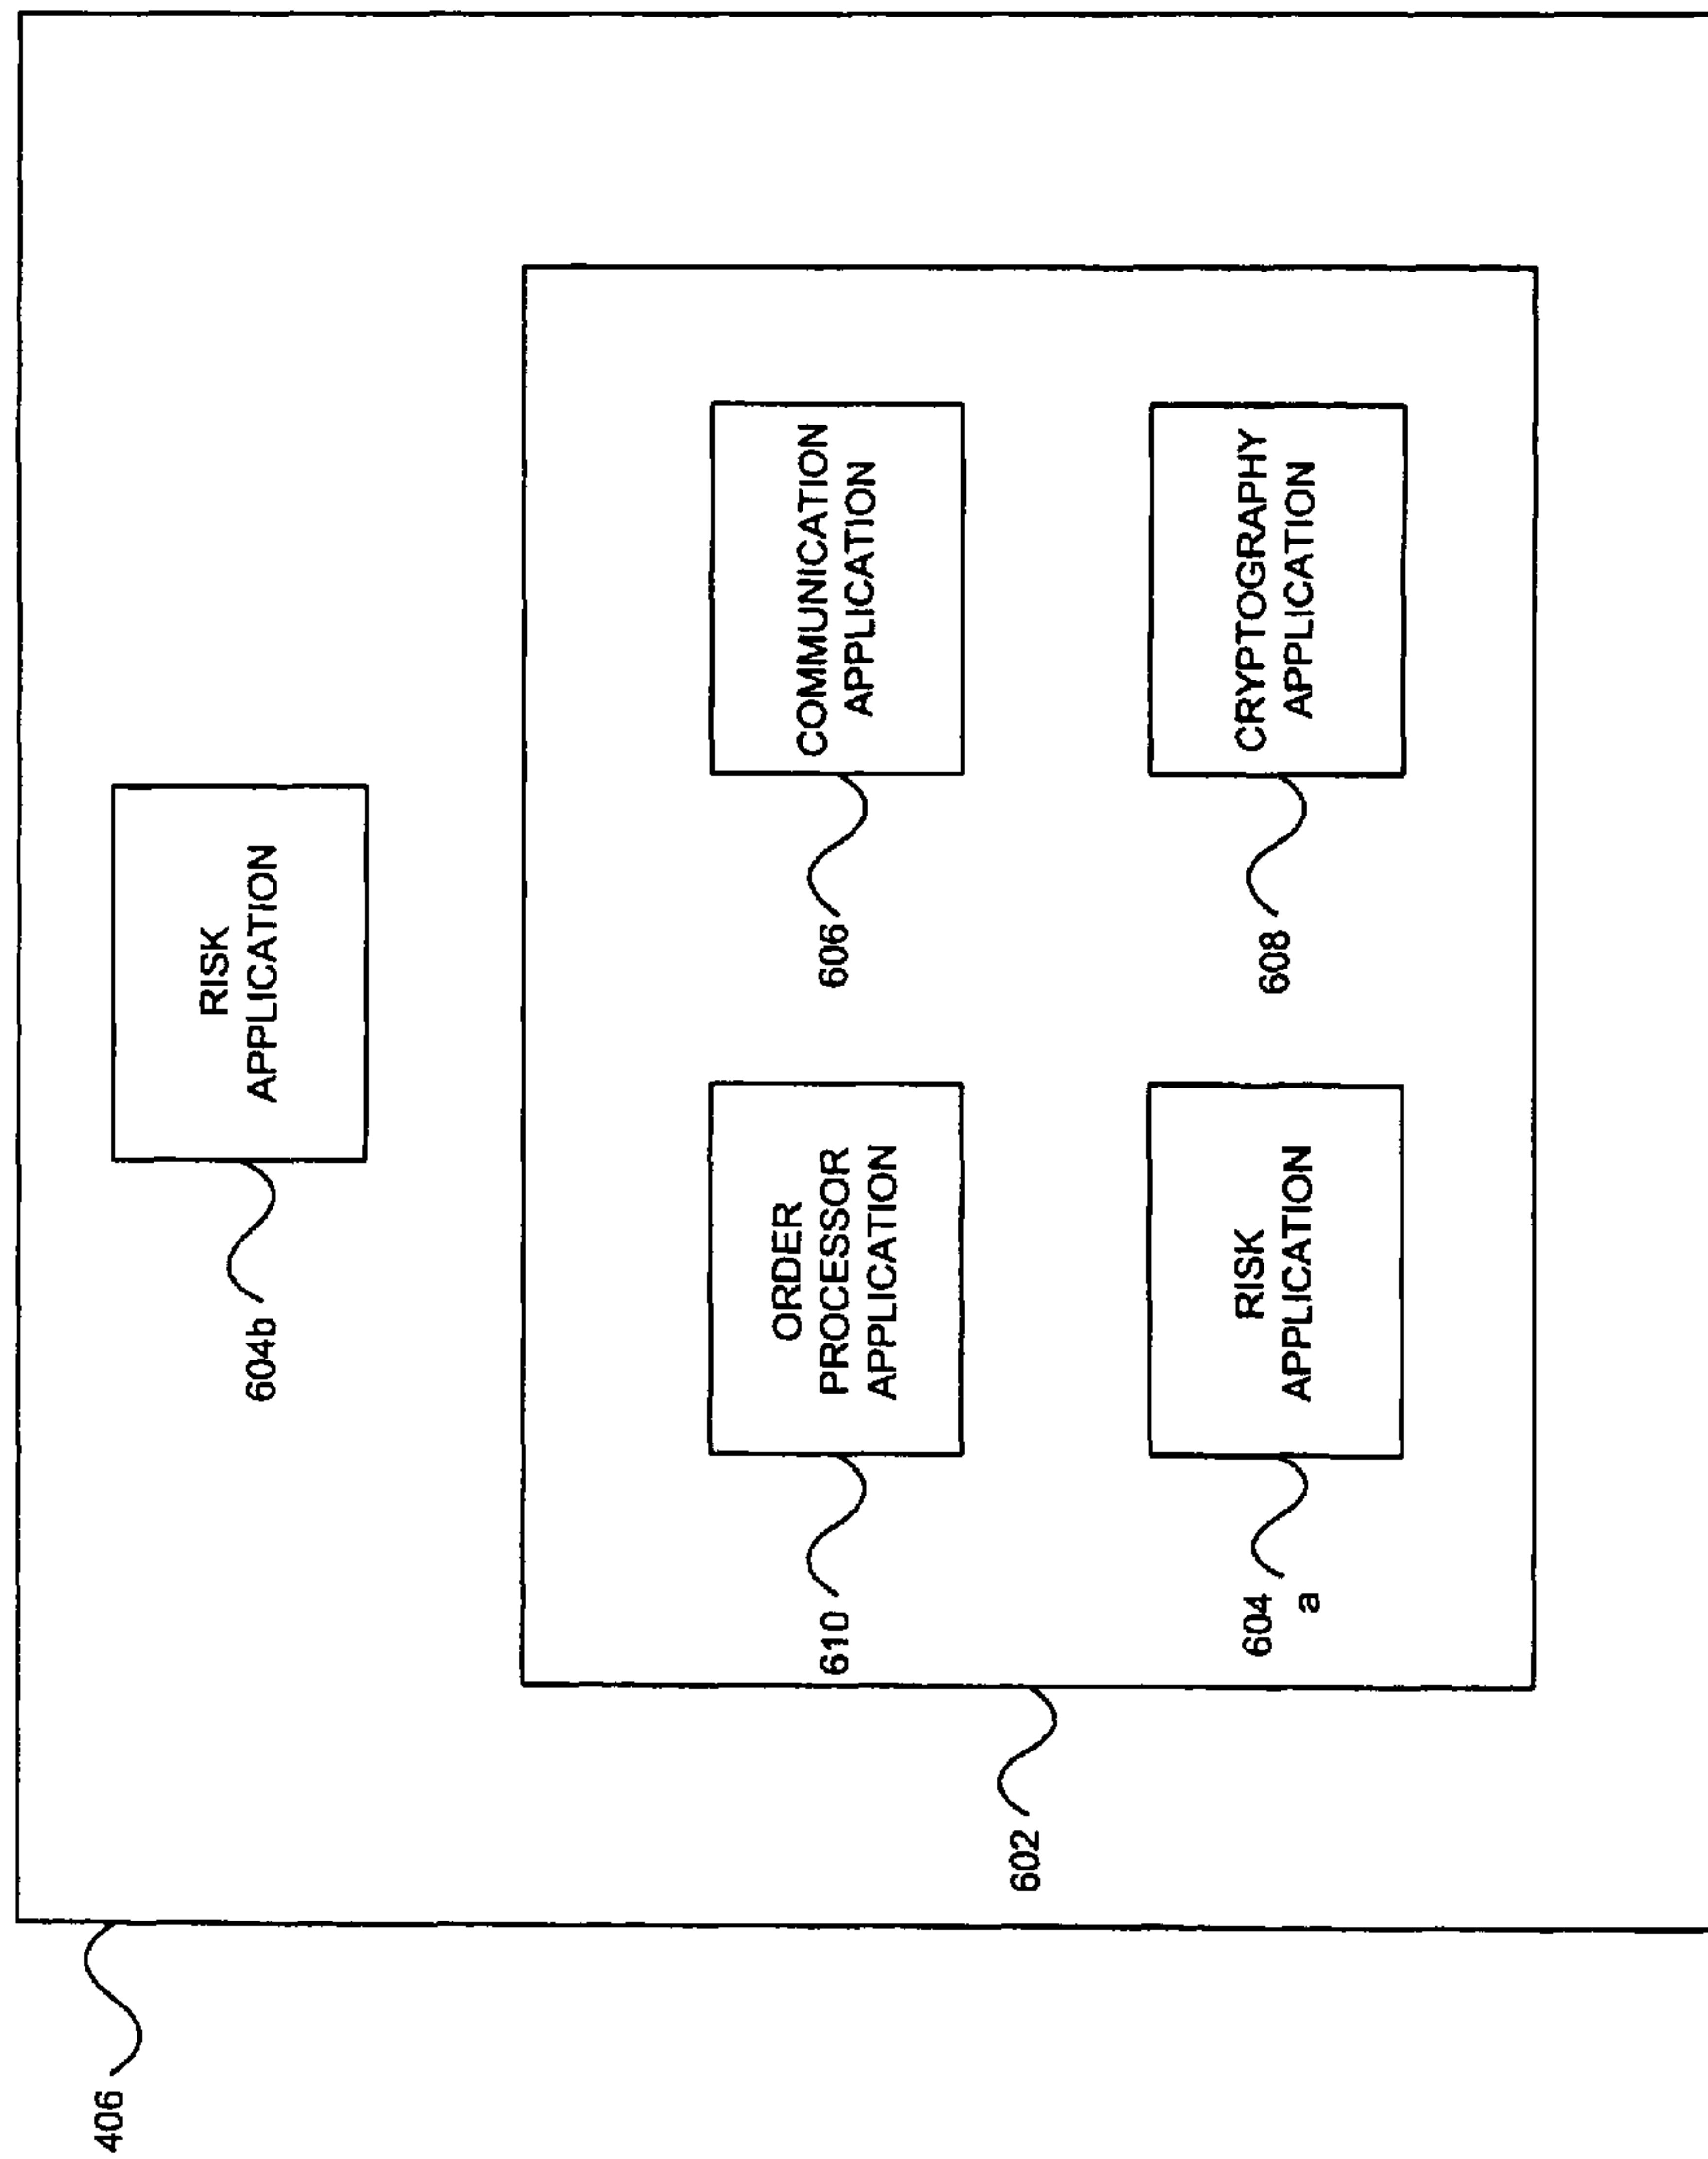 406
604b
RISK
APPLICATION
602
610
ORDER
PROCESSOR
APPLICATION
606
COMMUNICATION
APPLICATION
604
a
RISK
APPLICATION
608
CRYPTOGRAPHY
APPLICATION